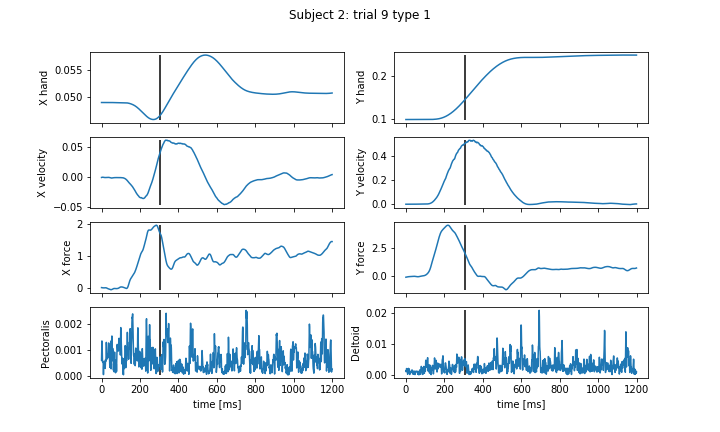 Subject 2: trial 9 type 1
X hand
0.055
0.050
Y hand
0.2
0.1
X velocity
0.05
0.00
−0.05
Y velocity
0.4
0.2
0.0
X force
2
1
0
Y force
2.5
0.0
Pectoralis
0.002
0.001
0.000
0 200 400 600 800 1000 1200
time [ms]
Deltoid
0.02
0.01
0.00
0 200 400 600 800 1000 1200
time [ms]